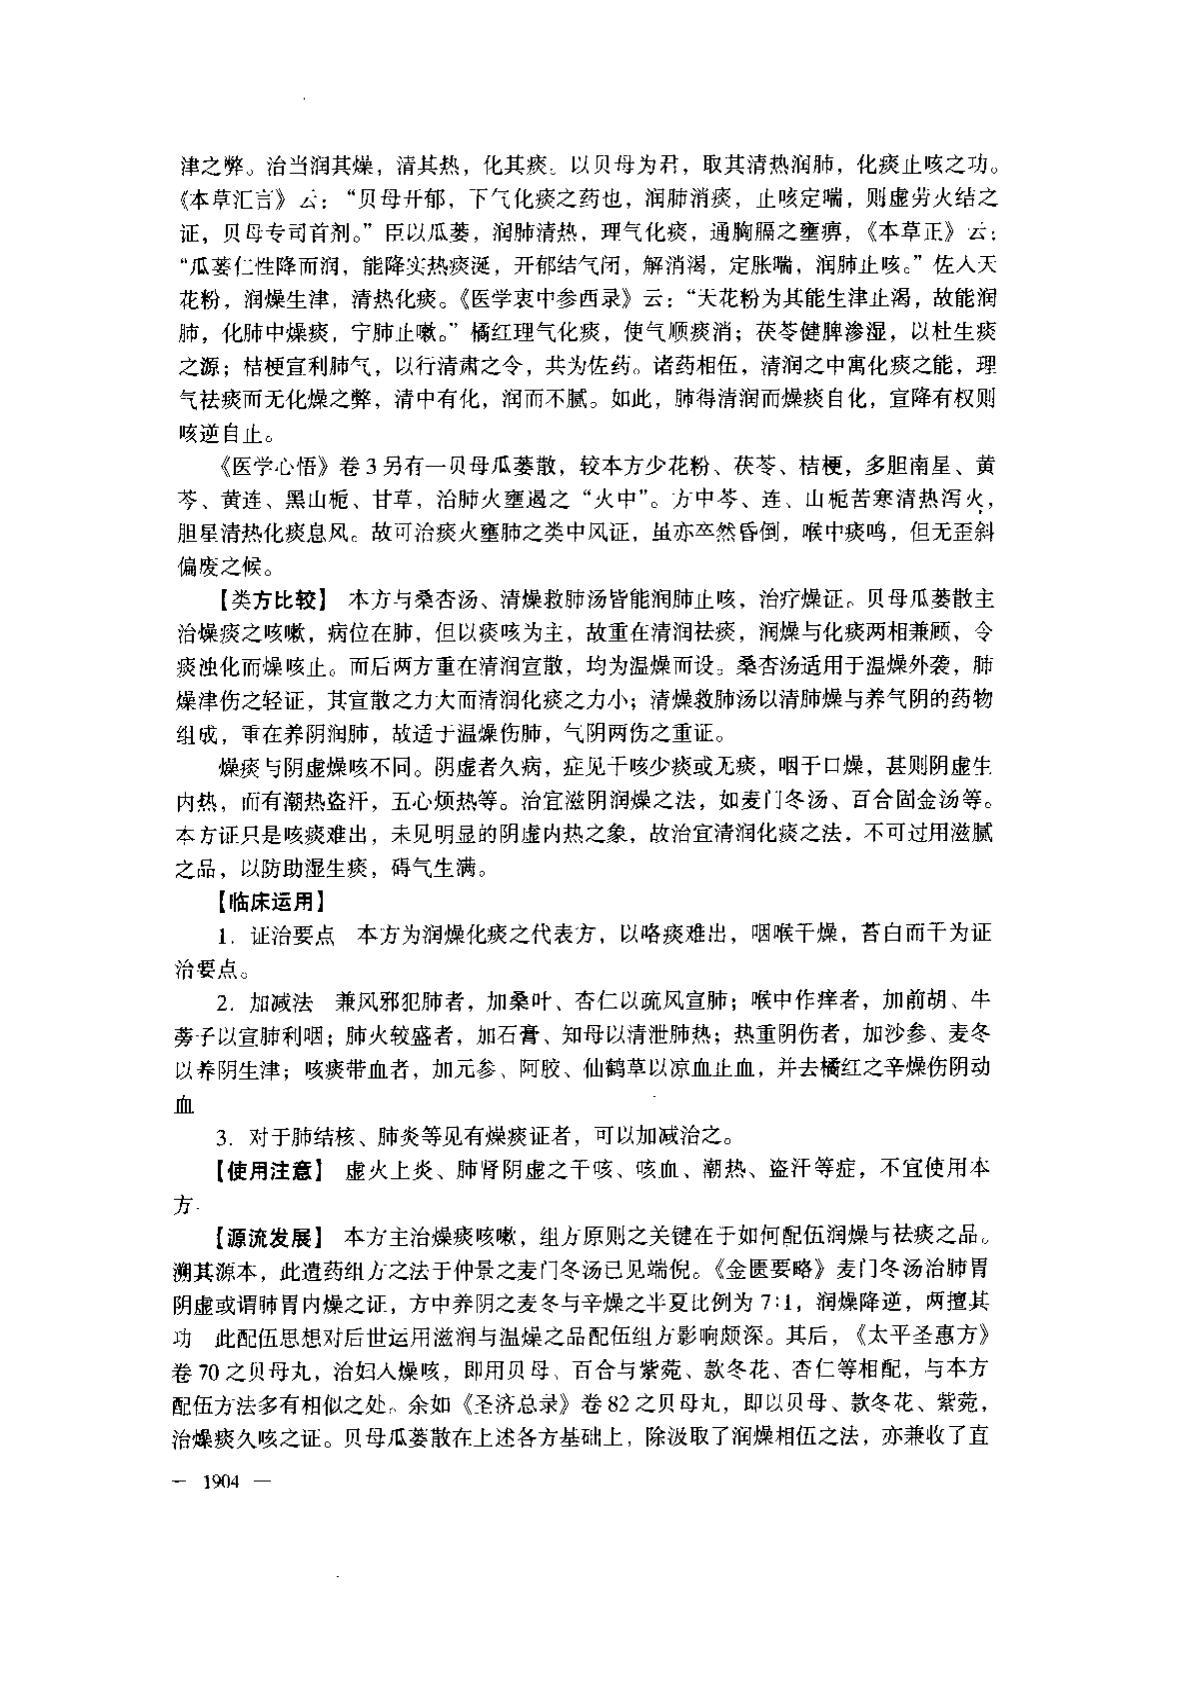 津之弊。治当润其燥，清其热，化其痰。以贝母为君，取其清热润肺，化痰止咳之功。
《本草汇言》云：“贝母开郁，下气化痰之药也，润肺消痰，止咳定喘，则虚劳火结之
证，贝母专司首剂。”臣以瓜蒌，润肺清热，理气化痰，通胸膈之壅痹，《本草正》云：
“瓜蒌仁性降而润，能降实热痰涎，开郁结气闭，解消渴，定胀喘，润肺止咳。”佐入天
花粉，润燥生津，清热化痰。《医学衷中参西录》云：“天花粉为其能生津止渴，故能润
肺，化肺中燥痰，宁肺止嗽。”橘红理气化痰，使气顺痰消；茯苓健脾渗湿，以杜生痰
之源；桔梗宣利肺气，以行清肃之令，共为佐药。诸药相伍，清润之中寓化痰之能，理
气祛痰而无化燥之弊，清中有化，润而不腻。如此，肺得清润而燥痰自化，宣降有权则
咳逆自止。
《医学心悟》卷 3 另有一贝母瓜蒌散，较本方少花粉、茯苓、桔梗，多胆南星、黄
芩、黄连、黑山栀、甘草，治肺火壅遏之“火中”。方中芩、连、山栀苦寒清热泻火，
胆星清热化痰息风。故可治痰火壅肺之类中风证，虽亦卒然昏倒，喉中痰鸣，但无歪斜
偏废之候。
【类方比较】 本方与桑杏汤、清燥救肺汤皆能润肺止咳，治疗燥证。贝母瓜蒌散主
治燥痰之咳嗽，病位在肺，但以痰咳为主，故重在清润祛痰，润燥与化痰两相兼顾，令
痰浊化而燥咳止。而后两方重在清润宣散，均为温燥而设。桑杏汤适用于温燥外袭，肺
燥津伤之轻证，其宣散之力大而清润化痰之力小；清燥救肺汤以清肺燥与养气阴的药物
组成，重在养阴润肺，故适于温燥伤肺，气阴两伤之重证。
燥痰与阴虚燥咳不同。阴虚者久病，症见干咳少痰或无痰，咽干口燥，甚则阴虚生
内热，而有潮热盗汗，五心烦热等。治宜滋阴润燥之法，如麦门冬汤、百合固金汤等。
本方证只是咳痰难出，未见明显的阴虚内热之象，故治宜清润化痰之法，不可过用滋腻
之品，以防助湿生痰，碍气生满。
【临床运用】
1．证治要点 本方为润燥化痰之代表方，以咯痰难出，咽喉干燥，苔白而干为证
治要点。
2．加减法 兼风邪犯肺者，加桑叶、杏仁以疏风宣肺；喉中作痒者，加前胡、牛
蒡子以宣肺利咽；肺火较盛者，加石膏、知母以清泄肺热；热重阴伤者，加沙参、麦冬
以养阴生津；咳痰带血者，加元参、阿胶、仙鹤草以凉血止血，并去橘红之辛燥伤阴动
血
3．对于肺结核、肺炎等见有燥痰证者，可以加减治之。
【使用注意】 虚火上炎、肺肾阴虚之干咳、咳血、潮热、盗汗等症，不宜使用本
方.
【源流发展】 本方主治燥痰咳嗽，组方原则之关键在于如何配伍润燥与祛痰之品。
溯其源本，此遣药组方之法于仲景之麦门冬汤已见端倪。《金匮要略》麦门冬汤治肺胃
阴虚或谓肺胃内燥之证，方中养阴之麦冬与辛燥之半夏比例为 7:1，润燥降逆，两擅其
功 此配伍思想对后世运用滋润与温燥之品配伍组方影响颇深。其后，《太平圣惠方》
卷 70 之贝母丸，治妇人燥咳，即用贝母、百合与紫菀、款冬花、杏仁等相配，与本方
配伍方法多有相似之处。余如《圣济总录》卷 82 之贝母丸，即以贝母、款冬花、紫菀，
治燥痰久咳之证。贝母瓜蒌散在上述各方基础上，除汲取了润燥相伍之法，亦兼收了直
— 1904 —